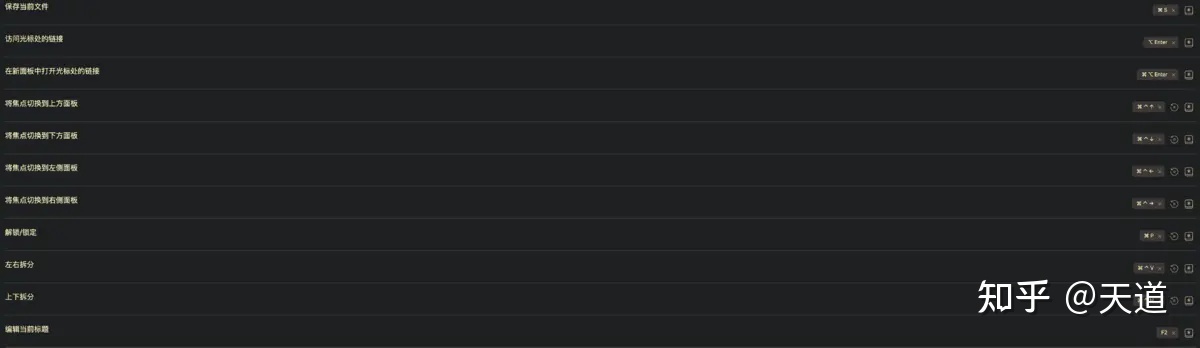 保存当前文件
⌘ S ×
访问光标处的链接
⌥ Enter ×
在新面板中打开光标处的链接
⌘ ⌥ Enter ×
将焦点切换到上方面板
⌘ ^ ↑ ×
将焦点切换到下方面板
⌘ ^ ↓ ×
将焦点切换到左侧面板
⌘ ^ ← ×
将焦点切换到右侧面板
⌘ ^ → ×
解锁/锁定
⌘ P ×
左右拆分
⌘ ^ V ×
上下拆分
编辑当前标题
F2 ×
知乎 @天道